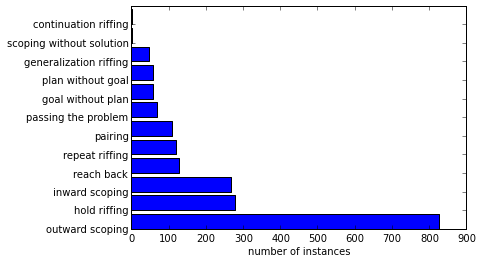 continuation riffing
scoping without solution
generalization riffing
plan without goal
goal without plan
passing the problem
pairing
repeat riffing
reach back
inward scoping
hold riffing
outward scoping
0 100 200 300 400 500 600 700 800 900
number of instances